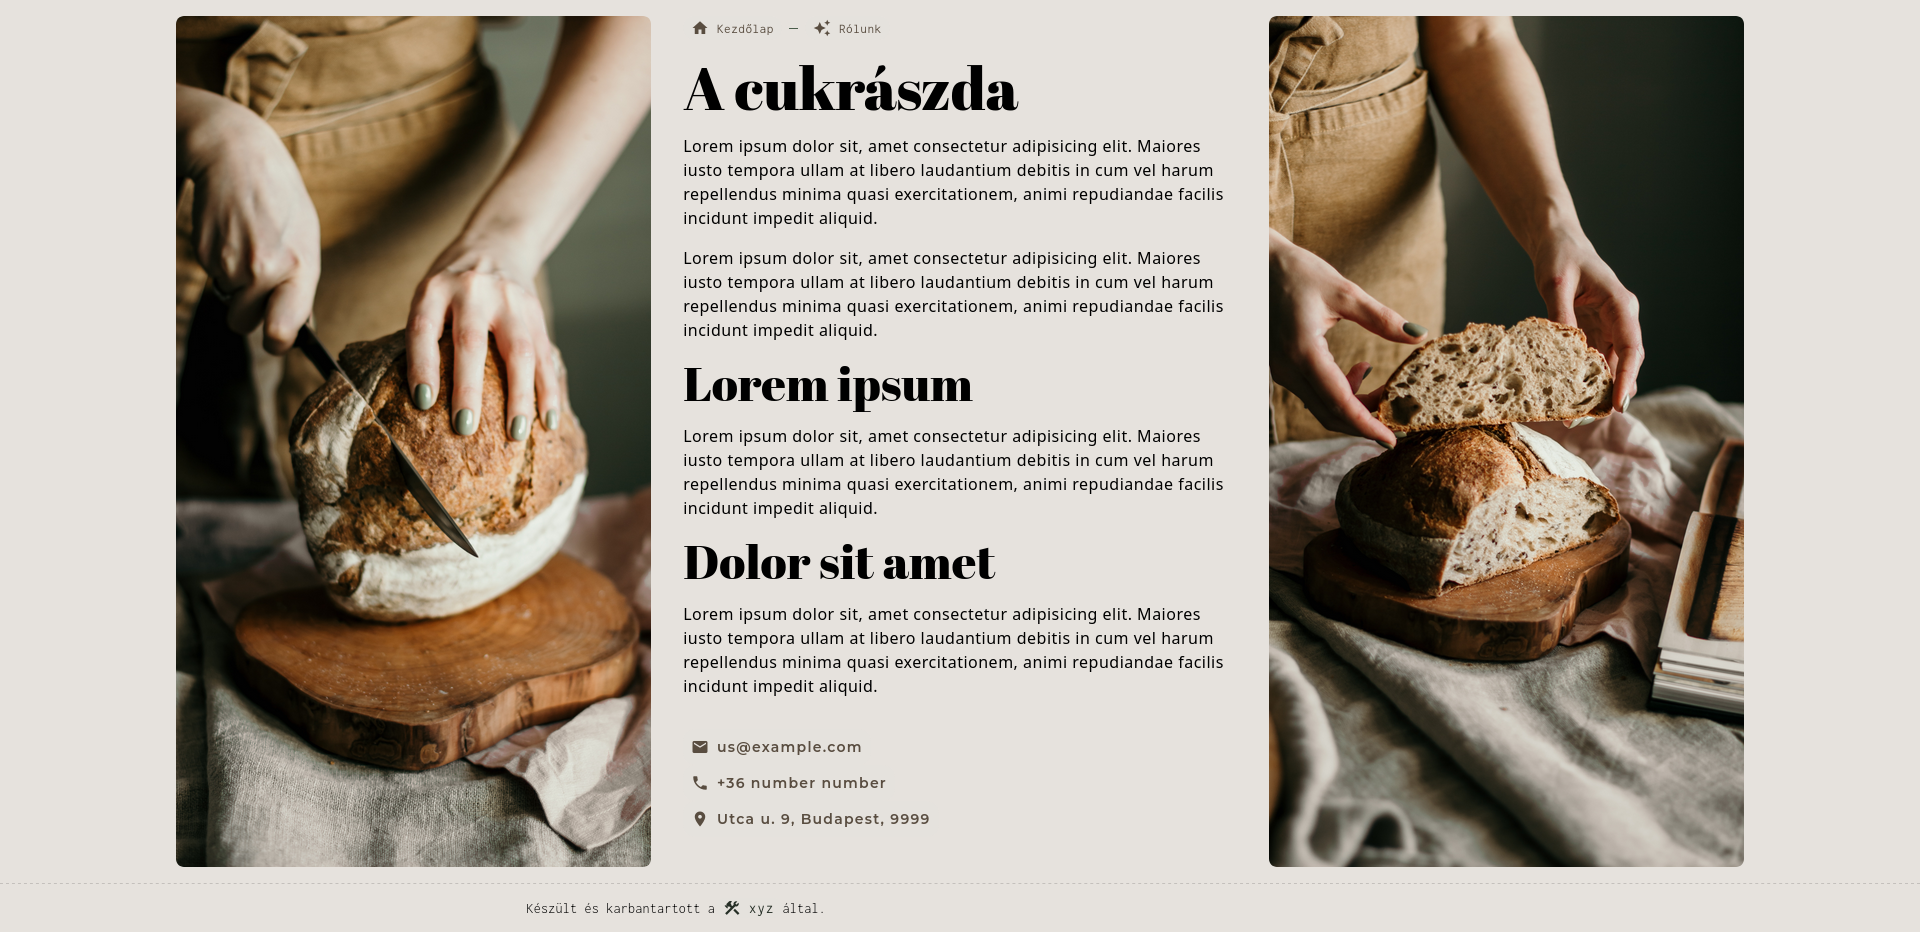 Kezdőlap — Rólunk
A cukrászda
Lorem ipsum dolor sit, amet consectetur adipisicing elit. Maiores
iusto tempora ullam at libero laudantium debitis in cum vel harum
repellendus minima quasi exercitationem, animi repudiandae facilis
incidunt impedit aliquid.
Lorem ipsum dolor sit, amet consectetur adipisicing elit. Maiores
iusto tempora ullam at libero laudantium debitis in cum vel harum
repellendus minima quasi exercitationem, animi repudiandae facilis
incidunt impedit aliquid.
Lorem ipsum
Lorem ipsum dolor sit, amet consectetur adipisicing elit. Maiores
iusto tempora ullam at libero laudantium debitis in cum vel harum
repellendus minima quasi exercitationem, animi repudiandae facilis
incidunt impedit aliquid.
Dolor sit amet
Lorem ipsum dolor sit, amet consectetur adipisicing elit. Maiores
iusto tempora ullam at libero laudantium debitis in cum vel harum
repellendus minima quasi exercitationem, animi repudiandae facilis
incidunt impedit aliquid.
us@example.com
+36 number number
Utca u. 9, Budapest, 9999
Készült és karbantartott a xyz által.